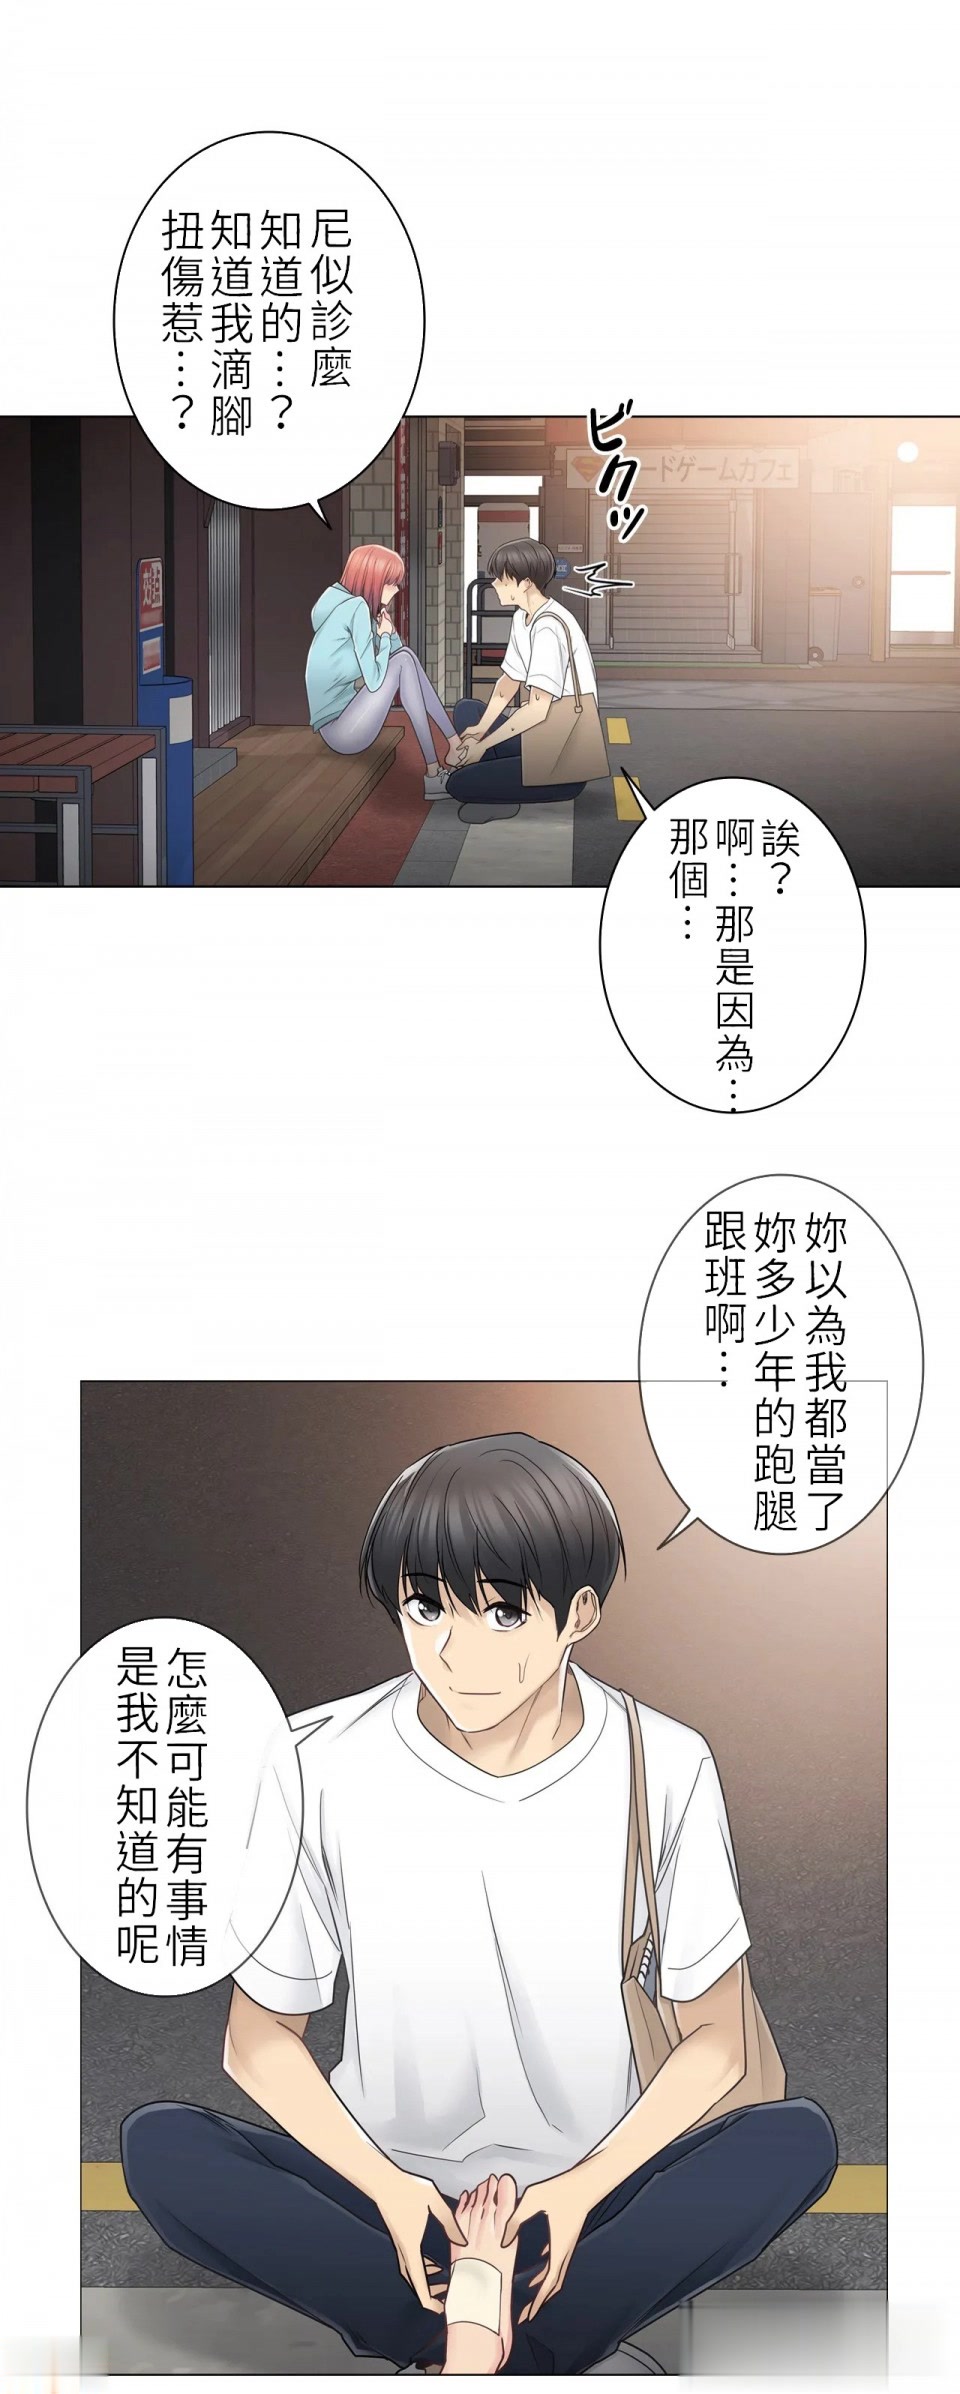 尼似診麼
知道的…？
知道我滴腳
扭傷惹…？
ビクッ
ードゲームカフェ
誒？
啊…那是因為…
那個…
妳以為我都當了
妳多少年的跑腿
跟班啊…
怎麼可能有事情
是我不知道的呢